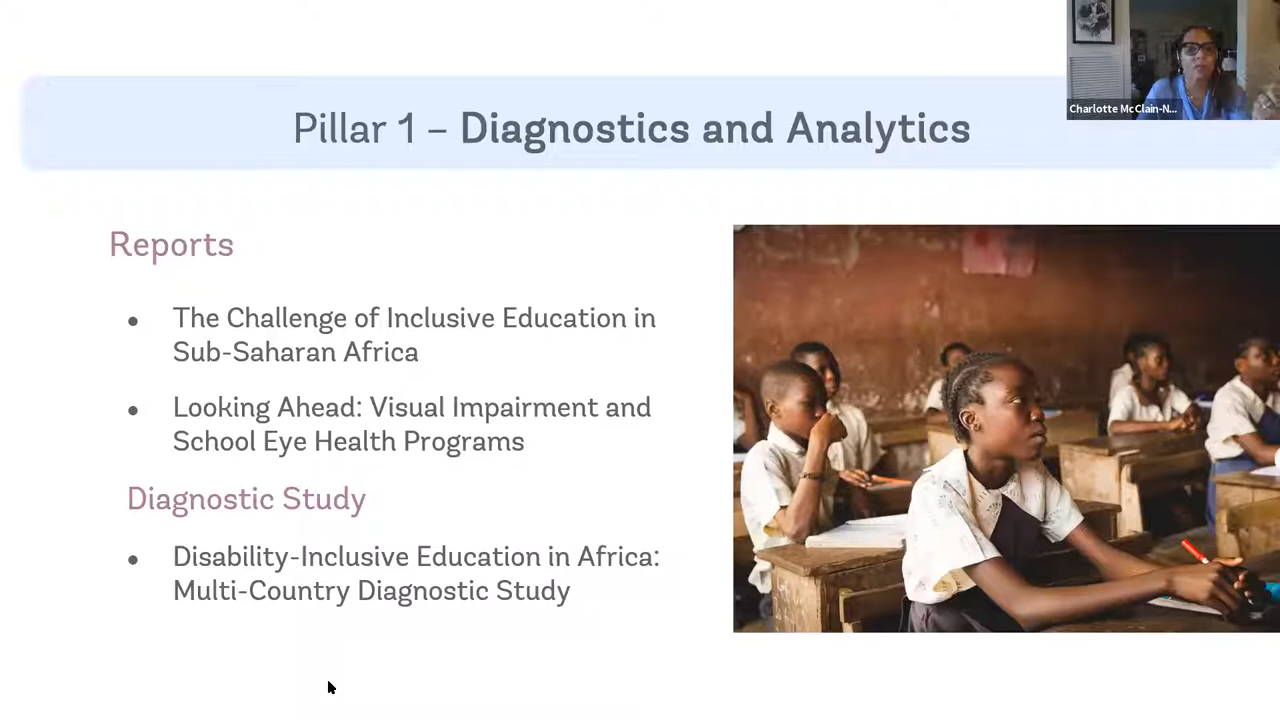 Charlotte McClain-N...
Pillar 1 – Diagnostics and Analytics
Reports
• The Challenge of Inclusive Education in
Sub-Saharan Africa
• Looking Ahead: Visual Impairment and
School Eye Health Programs
Diagnostic Study
• Disability-Inclusive Education in Africa:
Multi-Country Diagnostic Study